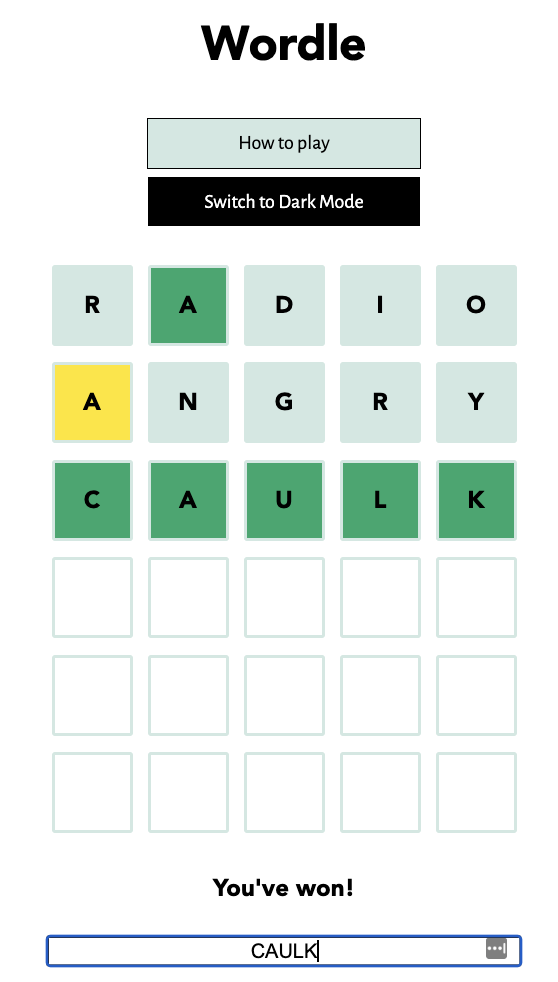 Wordle
How to play
Switch to Dark Mode
R A D I O
A N G R Y
C A U L K
You've won!
CAULK